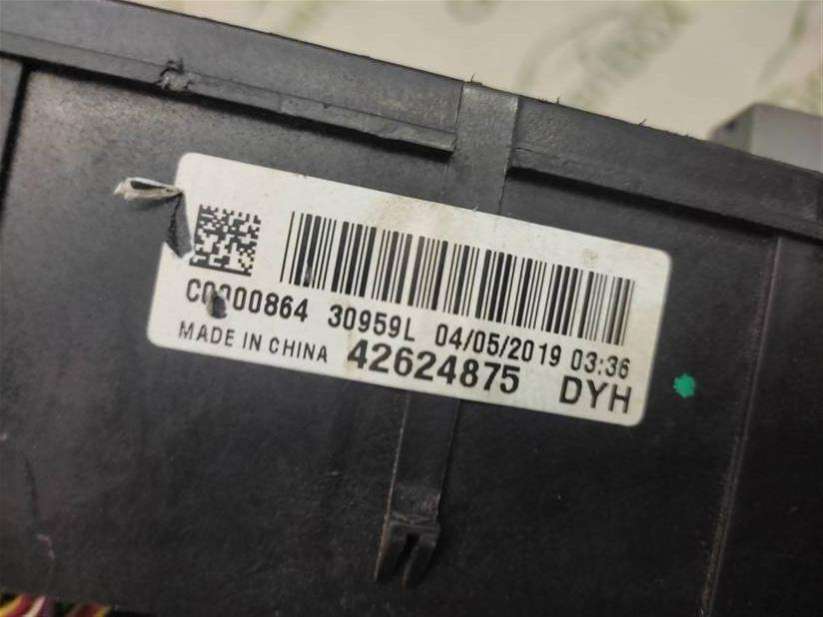 C0000864 30959L 04/05/2019 03:36
MADE IN CHINA 42624875 DYH